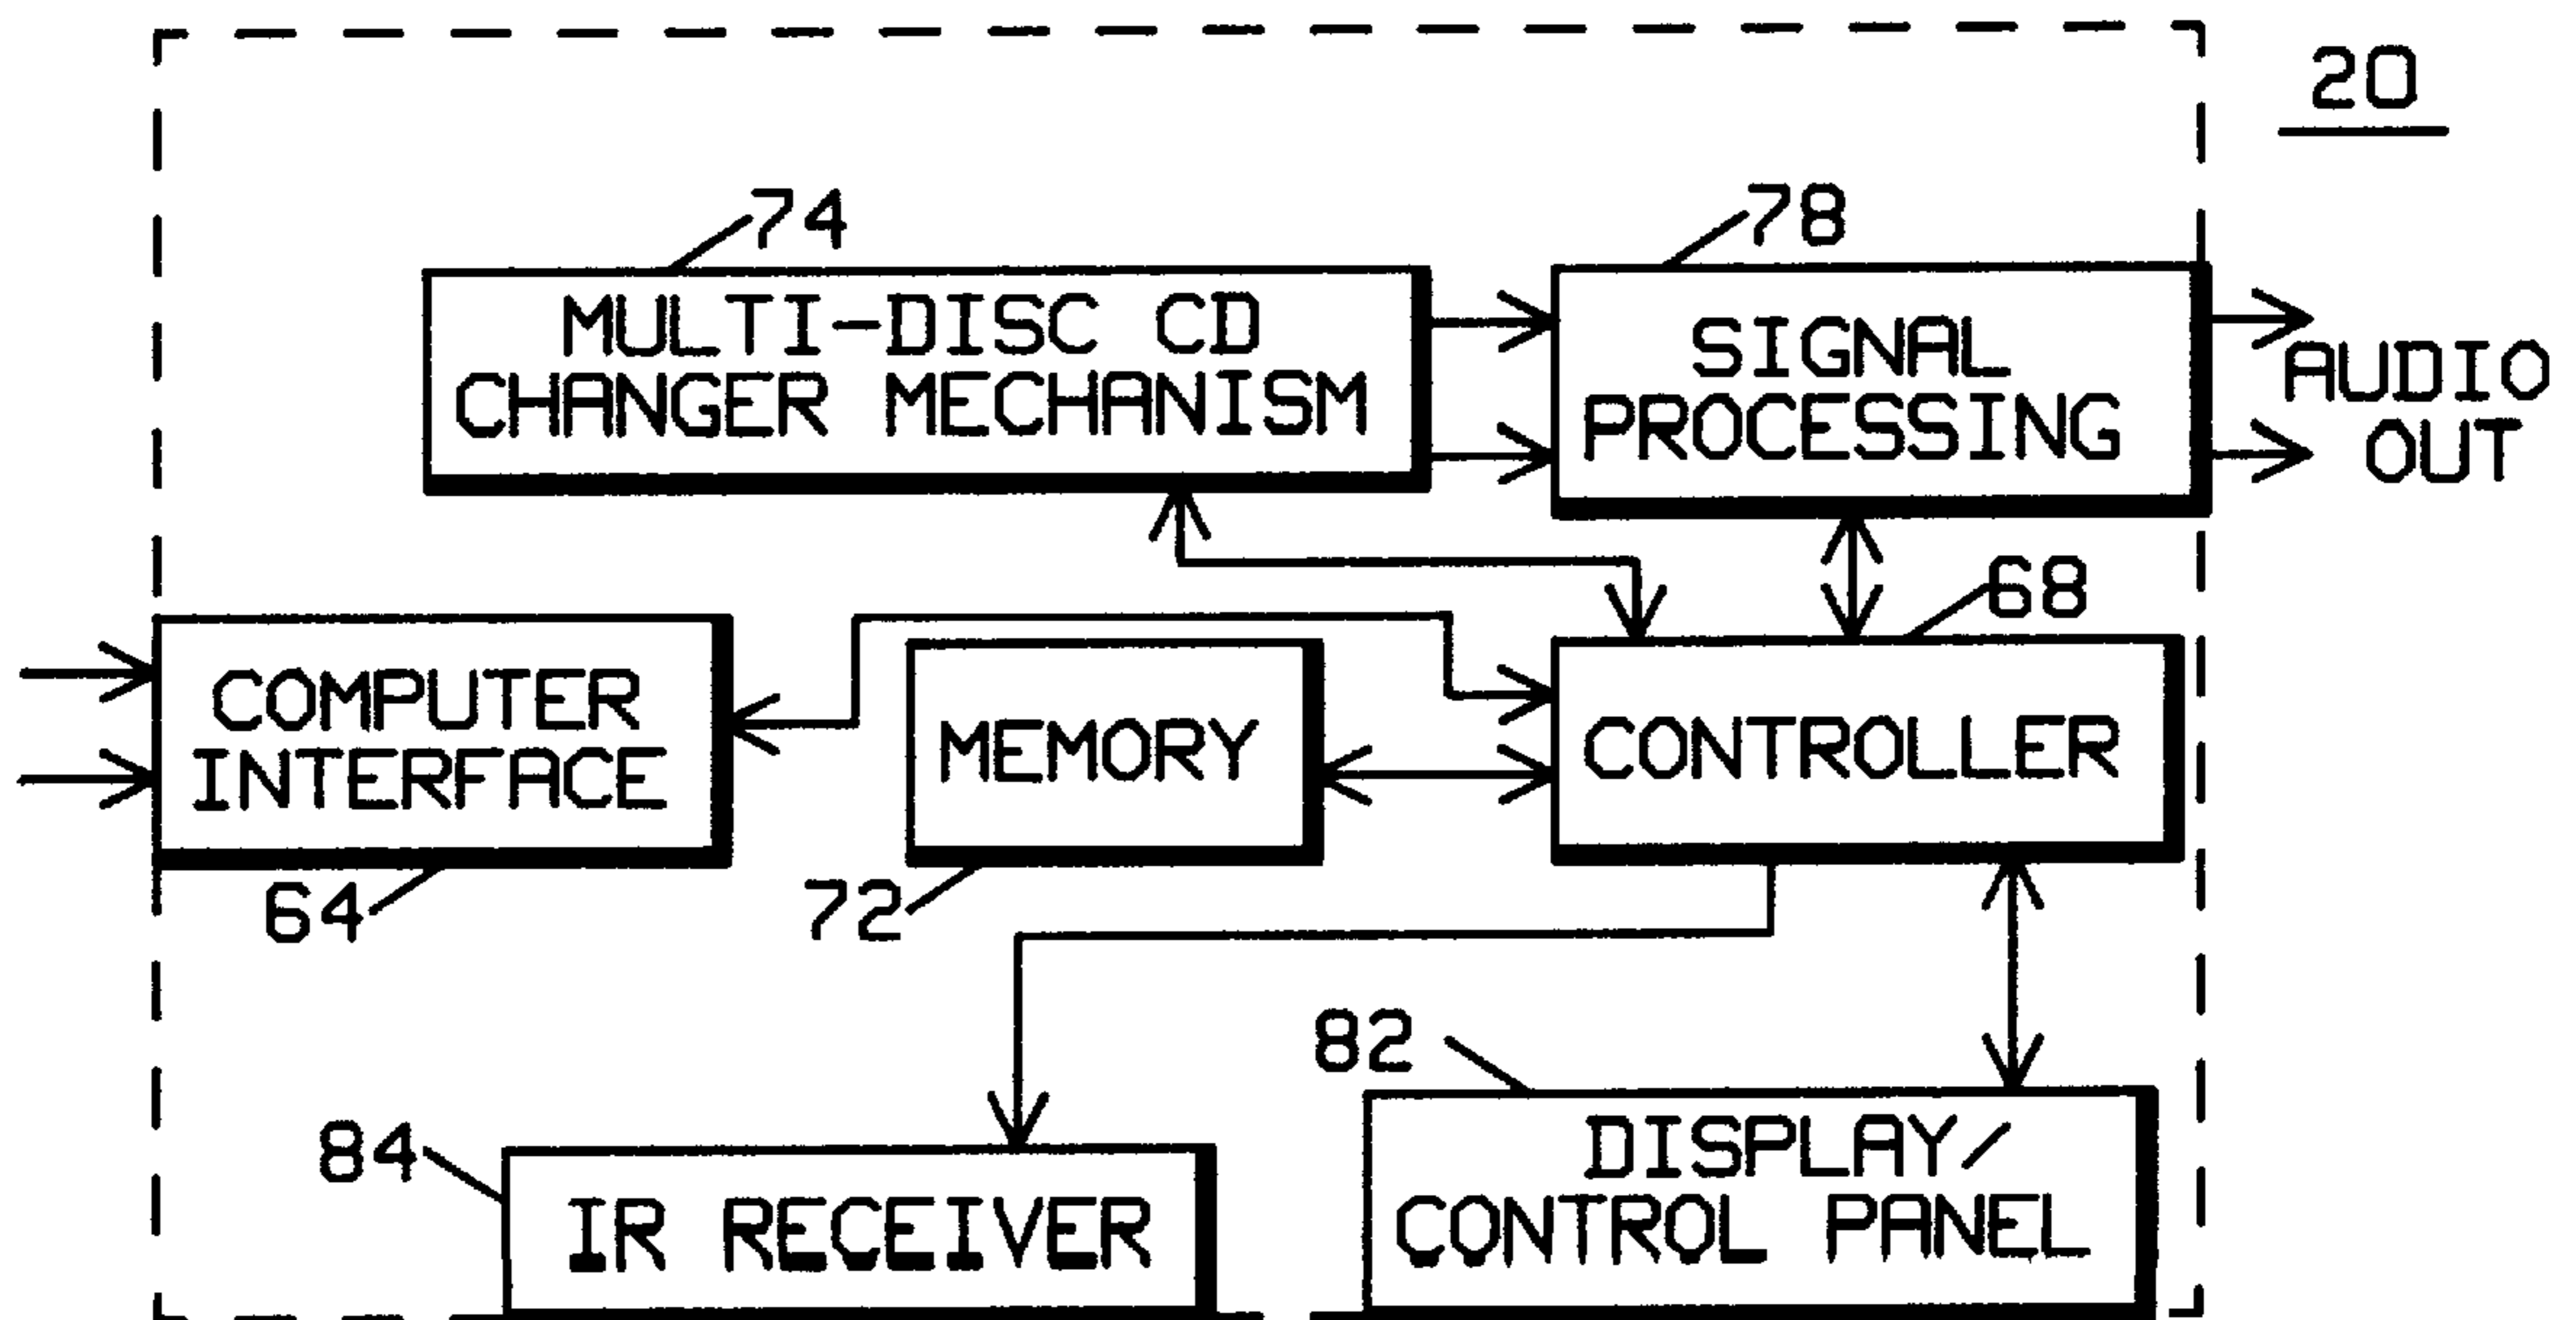 20
74
78
MULTI-DISC CD
CHANGER MECHANISM
SIGNAL
PROCESSING
AUDIO
OUT
68
COMPUTER
INTERFACE
MEMORY
CONTROLLER
64
72
82
84
IR RECEIVER
DISPLAY/
CONTROL PANEL